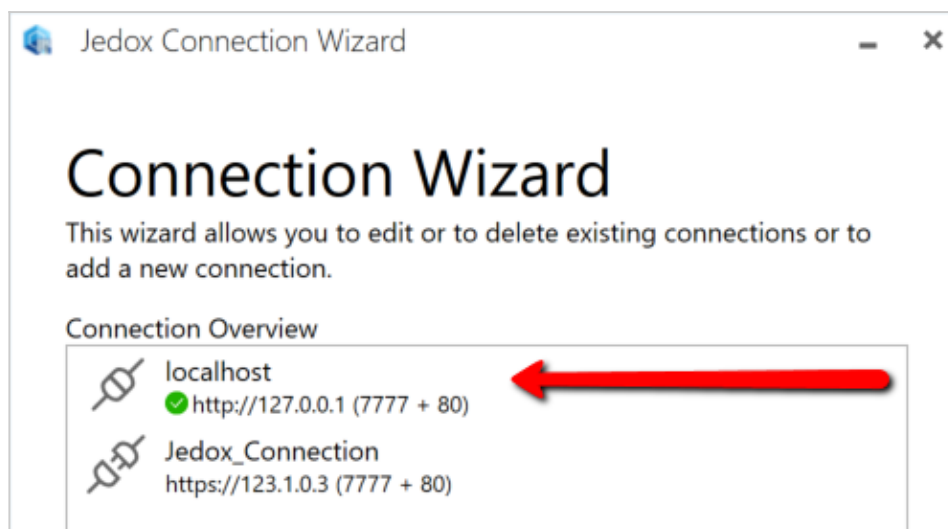 Jedox Connection Wizard
Connection Wizard
This wizard allows you to edit or to delete existing connections or to
add a new connection.
Connection Overview
localhost
http://127.0.0.1 (7777 + 80)
Jedox_Connection
https://123.1.0.3 (7777 + 80)